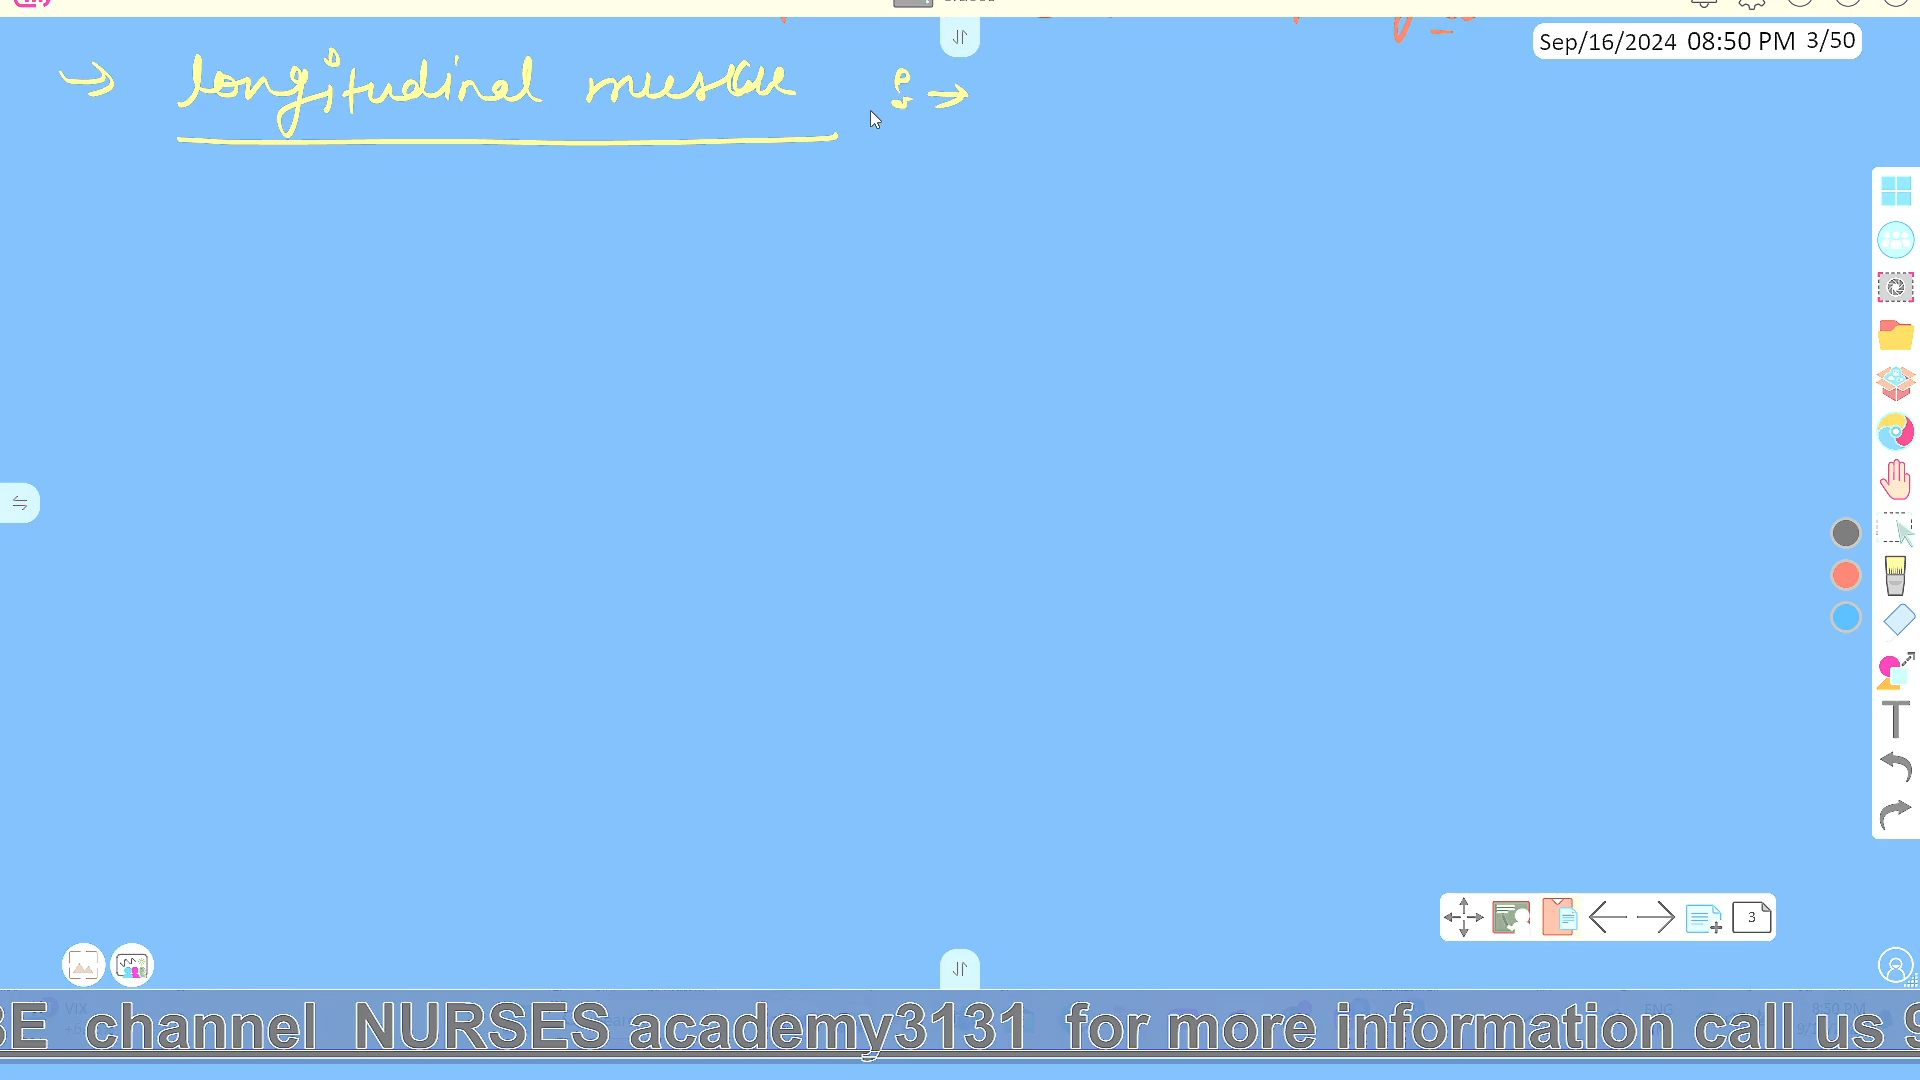 Sep/16/2024 08:50 PM 3/50
→ longitudinal muscle :→
3
channel NURSES academy3131 for more information call us 9